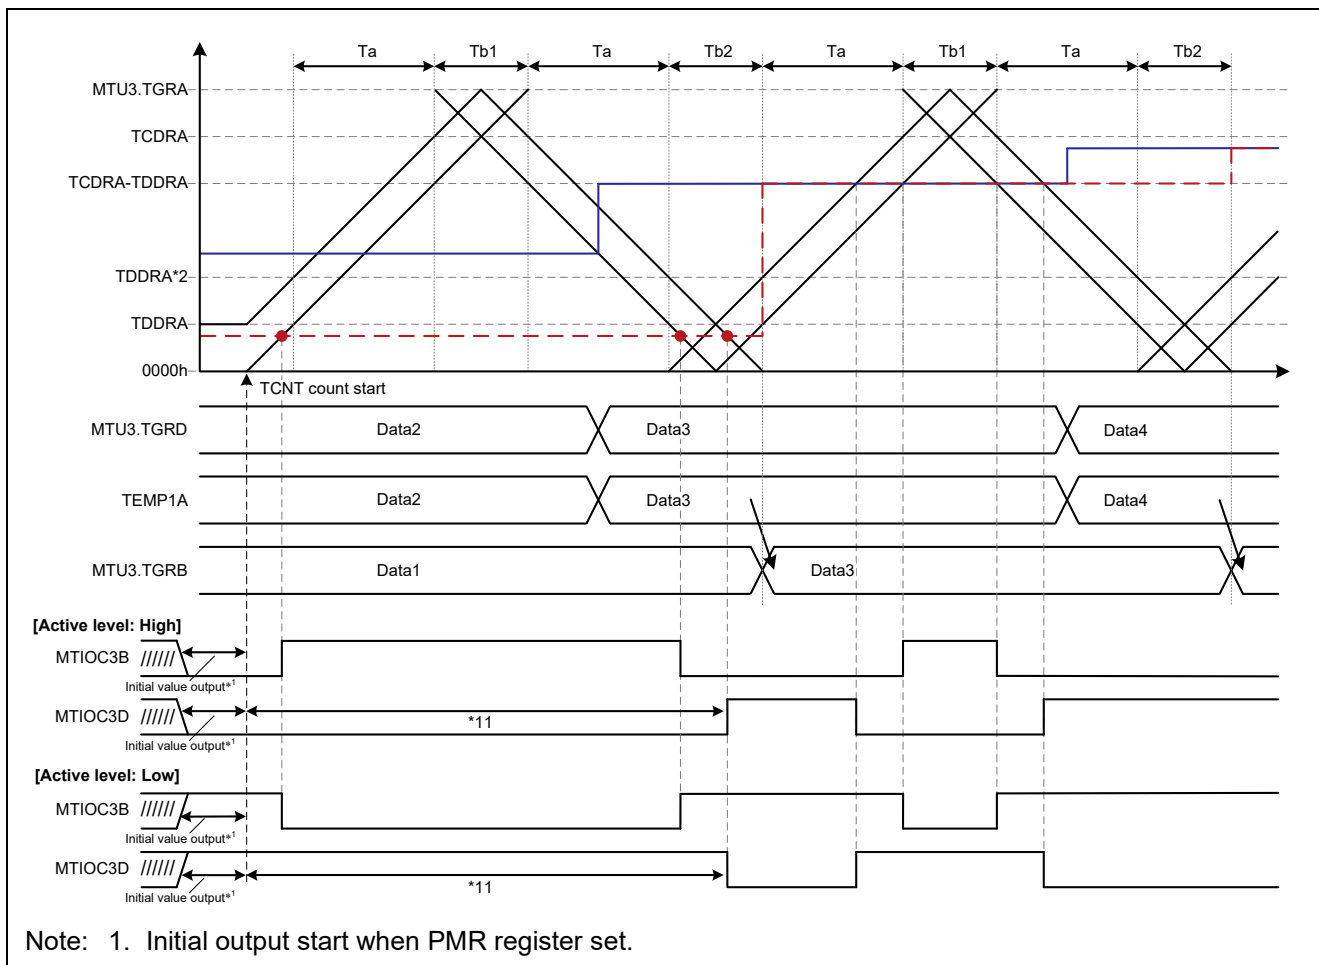 Ta Tb1 Ta Tb2 Ta Tb1 Ta Tb2
MTU3.TGRA
TCDRA
TCDRA-TDDRA
TDDRA*2
TDDRA
0000h
TCNT count start
MTU3.TGRD Data2 Data3 Data4
TEMP1A Data2 Data3 Data4
MTU3.TGRB Data1 Data3
[Active level: High]
MTIOC3B //////
Initial value output*1
MTIOC3D ////// *11
Initial value output*1
[Active level: Low]
MTIOC3B //////
Initial value output*1
MTIOC3D ////// *11
Initial value output*1
Note: 1. Initial output start when PMR register set.